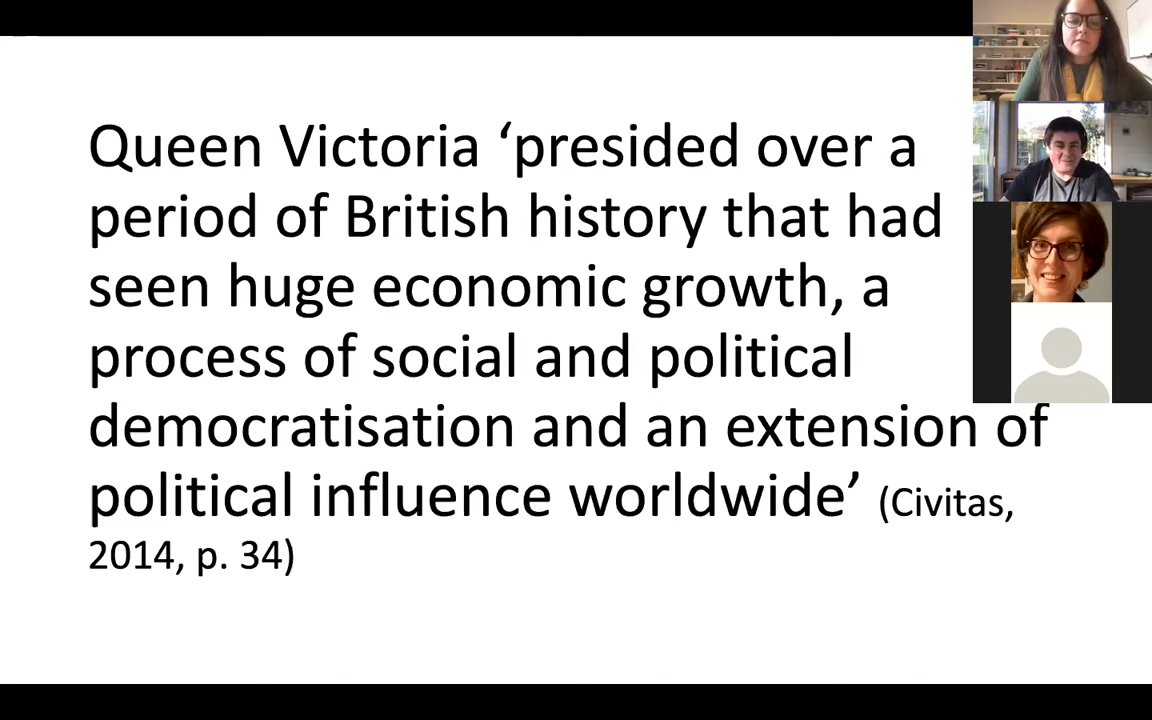 Queen Victoria ‘presided over a
period of British history that had
seen huge economic growth, a
process of social and political
democratisation and an extension of
political influence worldwide’ (Civitas,
2014, p. 34)